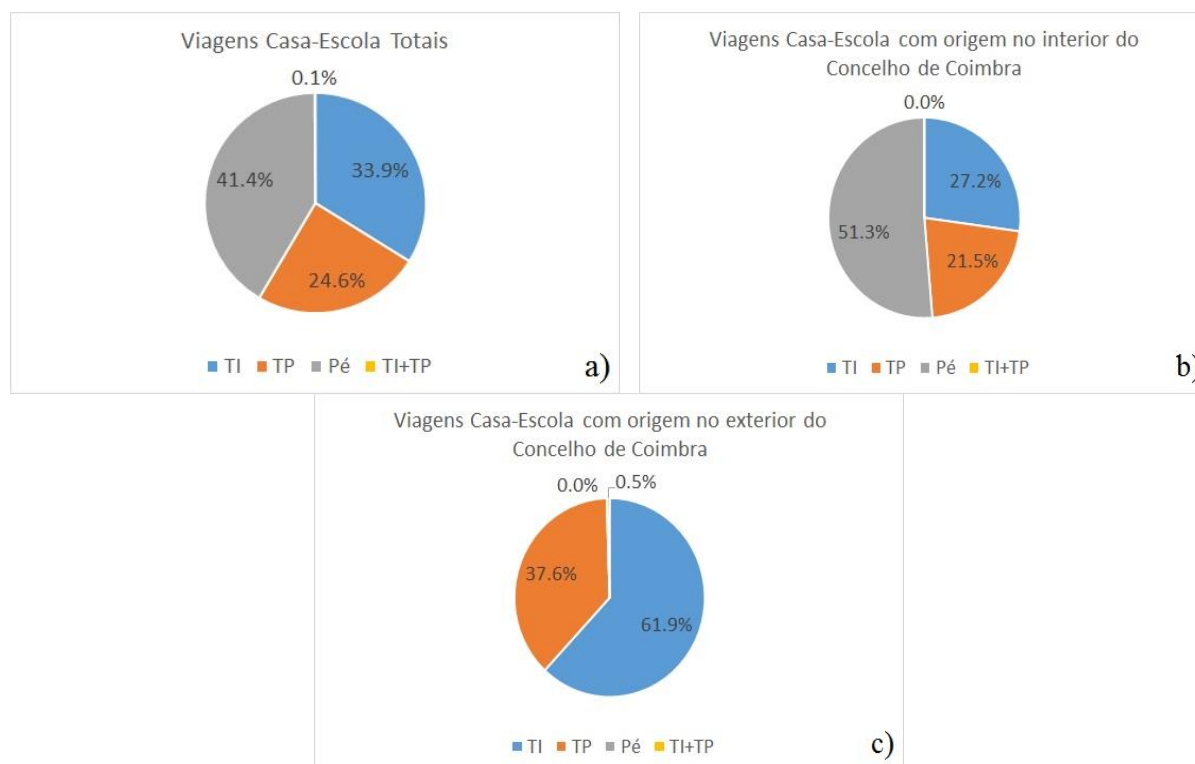 Viagens Casa-Escola Totais
0.1%
33.9%
41.4%
24.6%
TI TP Pé TI+TP
a)
Viagens Casa-Escola com origem no interior do
Concelho de Coimbra
0.0%
27.2%
51.3%
21.5%
TI TP Pé TI+TP
b)
Viagens Casa-Escola com origem no exterior do
Concelho de Coimbra
0.0% 0.5%
37.6%
61.9%
TI TP Pé TI+TP
c)